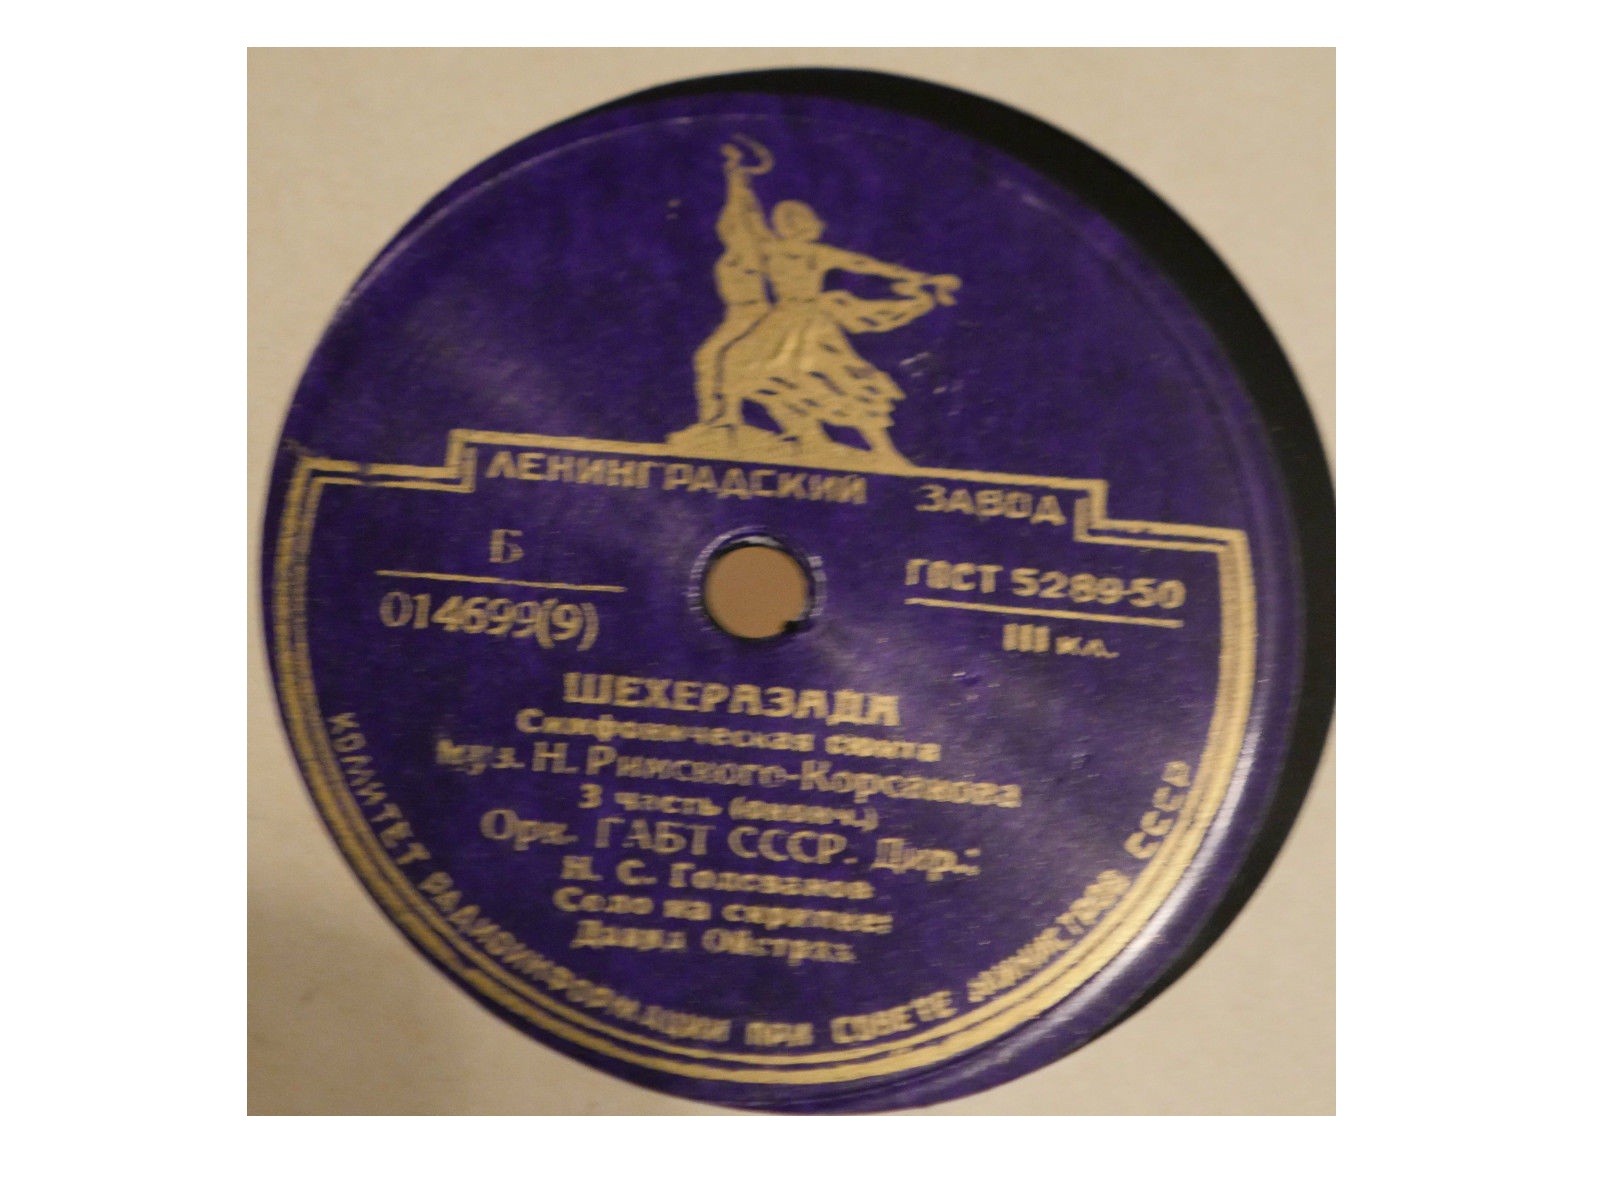 ЛЕНИНГРАДСКИЙ ЗАВОД
Б
014699(9)
ГОСТ 5289-50
III кл.
ШЕХЕРАЗАДА
Симфоническая сюита
муз. Н. Римского-Корсакова
3 часть (оконч.)
Орк. ГАБТ СССР. Дир.:
Н. С. Голованов
Соло на скрипке:
Давид Ойстрах
КОМИТЕТ РАДИОИНФОРМАЦИИ ПРИ СОВЕТЕ МИНИСТРОВ СССР